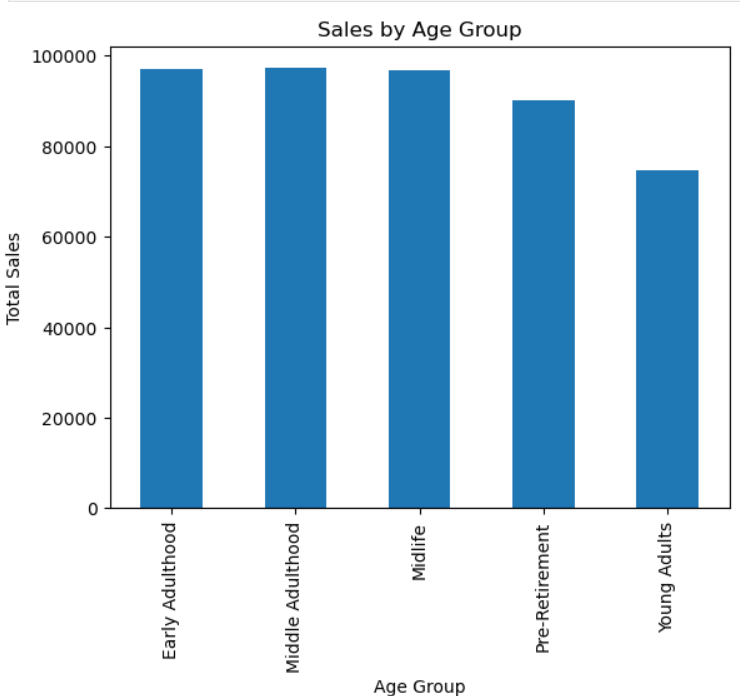 Sales by Age Group
Total Sales
100000
80000
60000
40000
20000
0
Early Adulthood
Middle Adulthood
Midlife
Pre-Retirement
Young Adults
Age Group